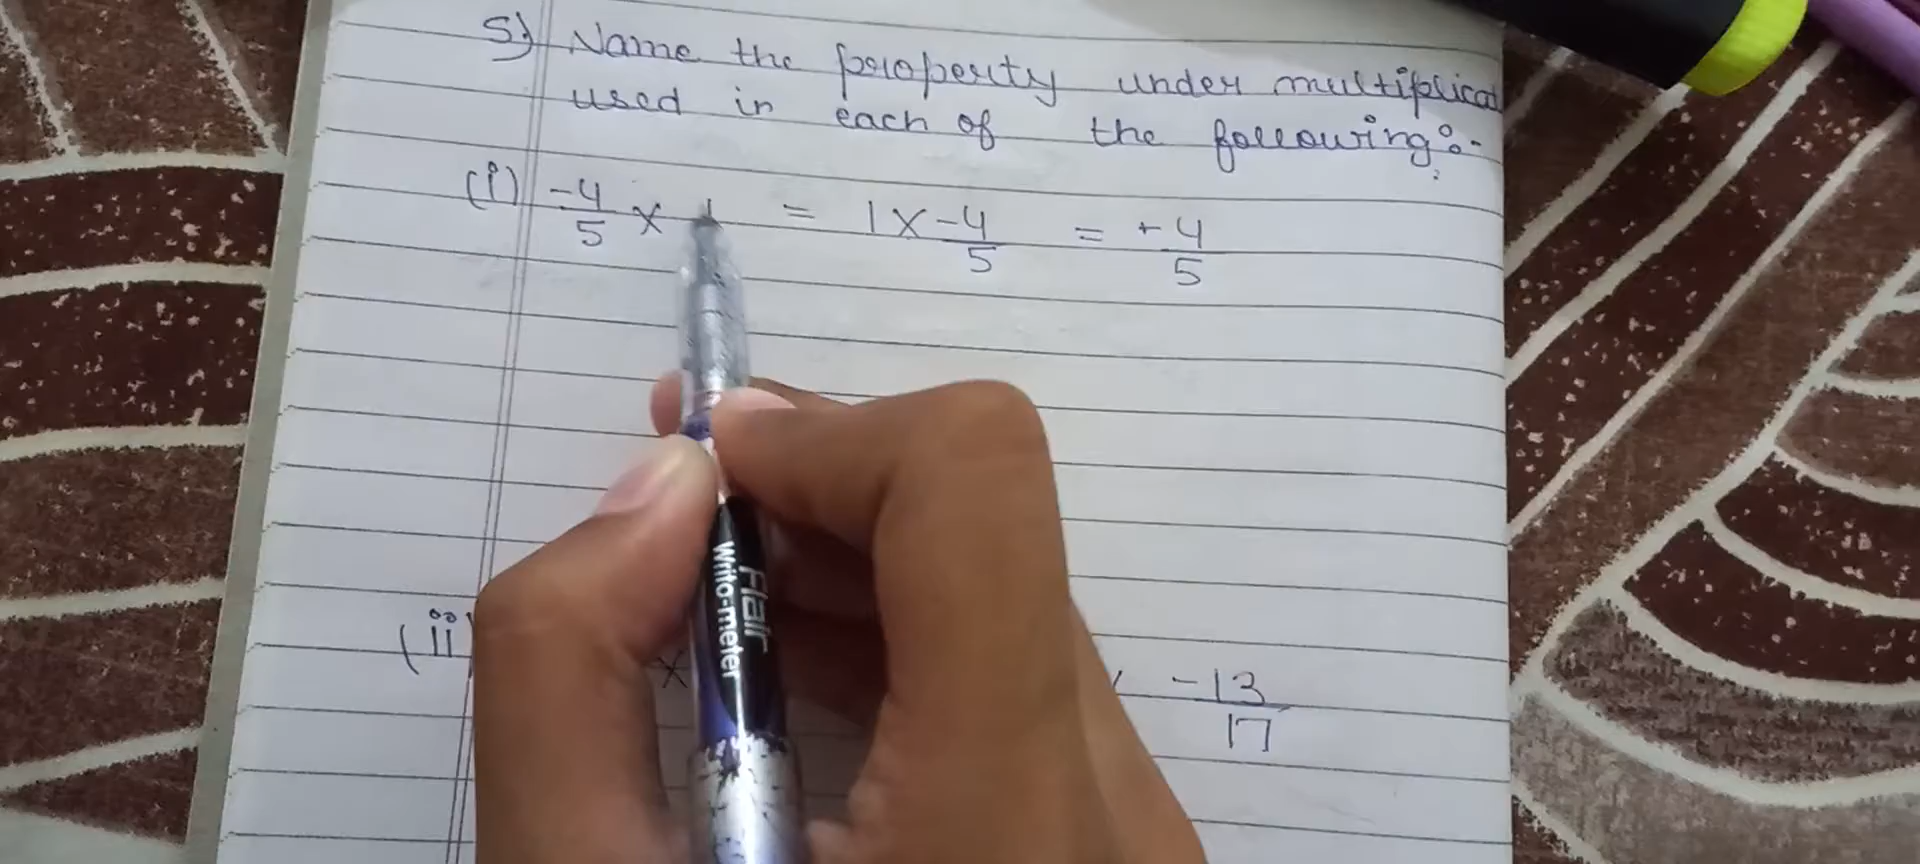 5) Name the property under multiplicat
used in each of the following:-
(i) -4/5 × 1 = 1 × -4/5 = +4/5
(ii) × -13/17
Flair
Writo-meter